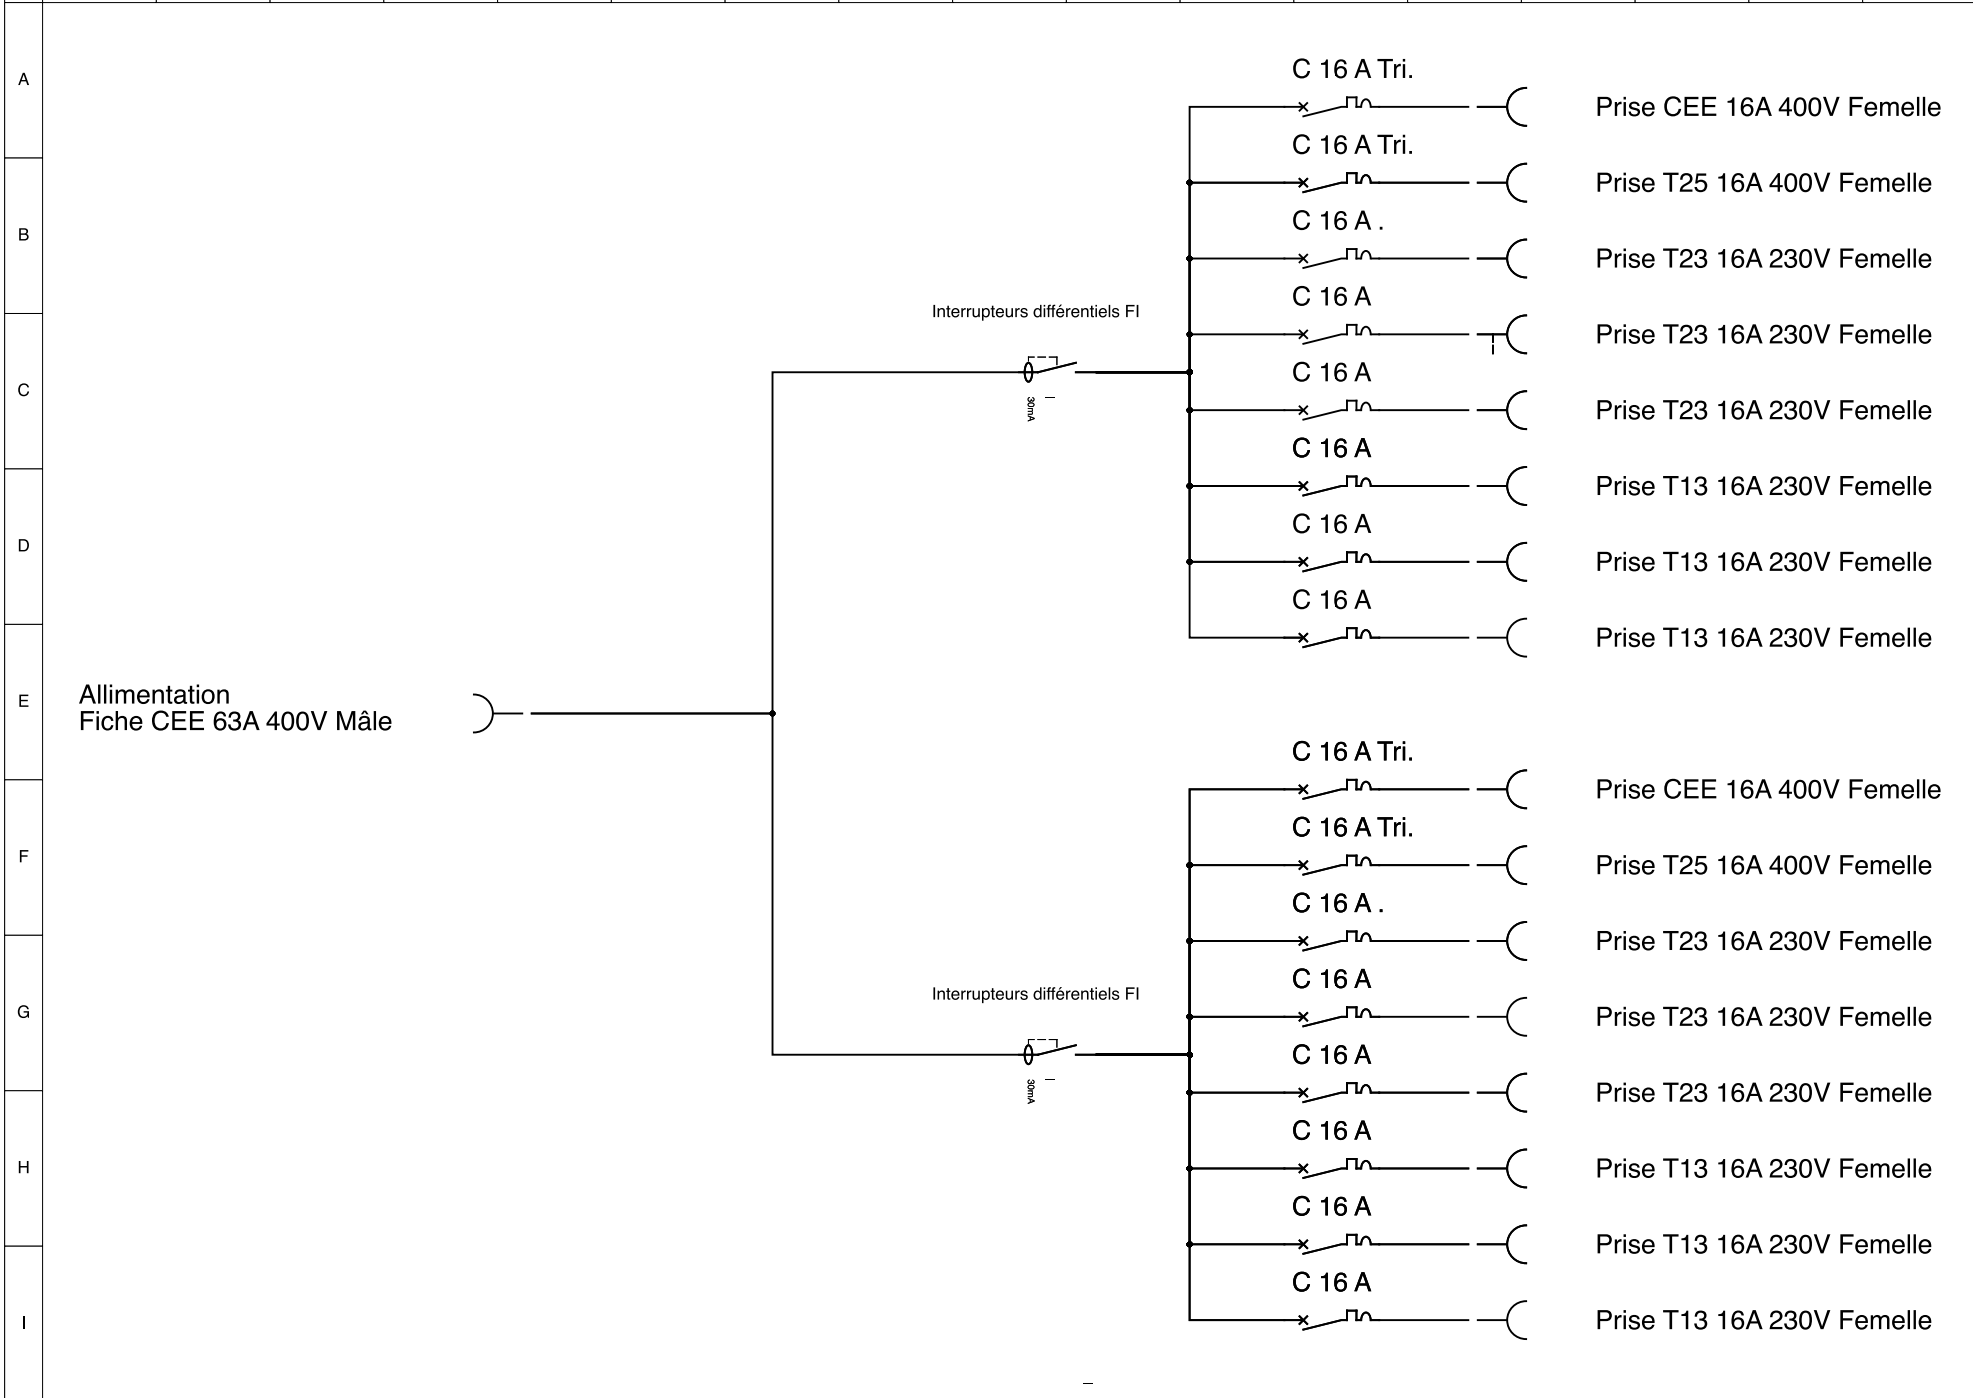 A
C 16 A Tri.
Prise CEE 16A 400V Femelle
C 16 A Tri.
Prise T25 16A 400V Femelle
B
C 16 A .
Prise T23 16A 230V Femelle
C 16 A
Interrupteurs différentiels FI
Prise T23 16A 230V Femelle
C
C 16 A
30mA
Prise T23 16A 230V Femelle
C 16 A
Prise T13 16A 230V Femelle
D
C 16 A
Prise T13 16A 230V Femelle
C 16 A
Prise T13 16A 230V Femelle
E
Allimentation
Fiche CEE 63A 400V Mâle
C 16 A Tri.
Prise CEE 16A 400V Femelle
F
C 16 A Tri.
Prise T25 16A 400V Femelle
C 16 A .
Prise T23 16A 230V Femelle
G
C 16 A
Interrupteurs différentiels FI
Prise T23 16A 230V Femelle
C 16 A
30mA
Prise T23 16A 230V Femelle
H
C 16 A
Prise T13 16A 230V Femelle
C 16 A
Prise T13 16A 230V Femelle
I
C 16 A
Prise T13 16A 230V Femelle